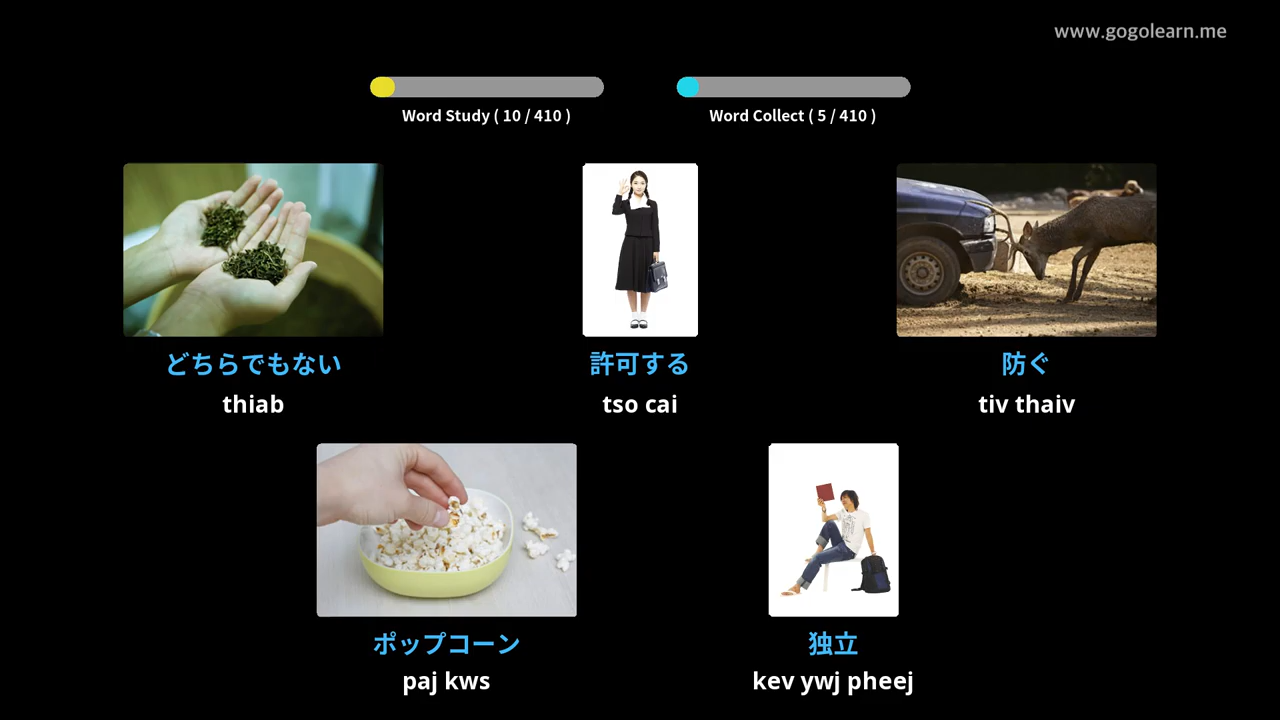 www.gogolearn.me
Word Study ( 10 / 410 )
Word Collect ( 5 / 410 )
どちらでもない
thiab
許可する
tso cai
防ぐ
tiv thaiv
ポップコーン
paj kws
独立
kev ywj pheej